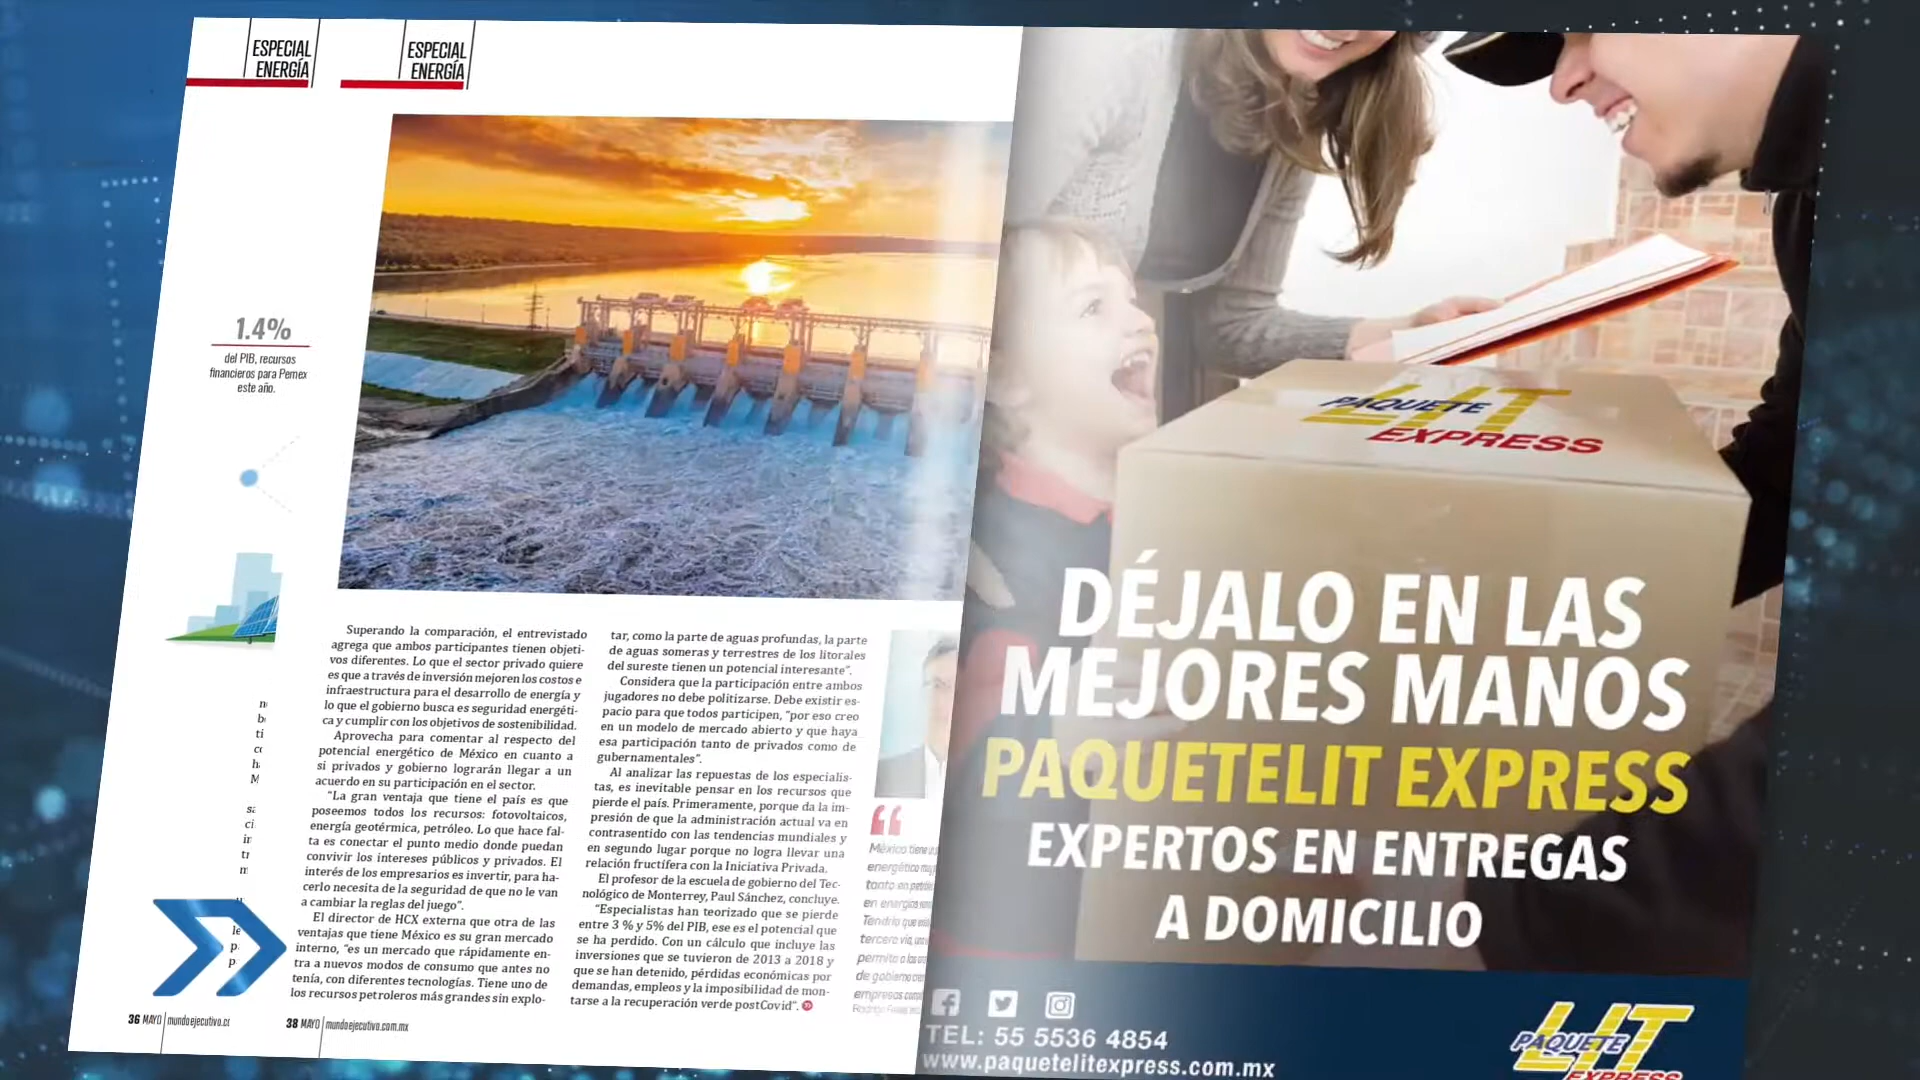 ESPECIAL
ENERGÍA
ESPECIAL
ENERGÍA
1.4%
del PIB, recursos
financieros para Pemex
este año.
36 MAYO mundoejecutivo.cc
Superando la comparación, el entrevistado
agrega que ambos participantes tienen objeti-
vos diferentes. Lo que el sector privado quiere
es que a través de inversión mejoren los costos e
infraestructura para el desarrollo de energía y
lo que el gobierno busca es seguridad energéti-
ca y cumplir con los objetivos de sostenibilidad.
Aprovecha para comentar al respecto del
potencial energético de México en cuanto a
si privados y gobierno lograrán llegar a un
acuerdo en su participación en el sector.
“La gran ventaja que tiene el país es que
poseemos todos los recursos: fotovoltaicos,
energía geotérmica, petróleo. Lo que hace fal-
ta es conectar el punto medio donde puedan
convivir los intereses públicos y privados. El
interés de los empresarios es invertir, para ha-
cerlo necesita de la seguridad de que no le van
a cambiar la reglas del juego”.
El director de HCX externa que otra de las
ventajas que tiene México es su gran mercado
interno, “es un mercado que rápidamente en-
tra a nuevos modos de consumo que antes no
tenía, con diferentes tecnologías. Tiene uno de
los recursos petroleros más grandes sin explo-
tar, como la parte de aguas profundas, la parte
de aguas someras y terrestres de los litorales
del sureste tienen un potencial interesante”.
Considera que la participación entre ambos
jugadores no debe politizarse. Debe existir es-
pacio para que todos participen, “por eso creo
en un modelo de mercado abierto y que haya
esa participación tanto de privados como de
gubernamentales”.
Al analizar las repuestas de los especialis-
tas, es inevitable pensar en los recursos que
pierde el país. Primeramente, porque da la im-
presión de que la administración actual va en
contrasentido con las tendencias mundiales y
en segundo lugar porque no logra llevar una
relación fructífera con la Iniciativa Privada.
El profesor de la escuela de gobierno del Tec-
nológico de Monterrey, Paul Sánchez, concluye.
“Especialistas han teorizado que se pierde
entre 3 % y 5% del PIB, ese es el potencial que
se ha perdido. Con un cálculo que incluye las
inversiones que se tuvieron de 2013 a 2018 y
que se han detenido, pérdidas económicas por
demandas, empleos y la imposibilidad de mon-
tarse a la recuperación verde postCovid”.
38 MAYO mundoejecutivo.com.mx
México tiene
energético
tanto en
en energías
tercera vía,
de gobierno
PAQUETE
LIT
EXPRESS
DÉJALO EN LAS
MEJORES MANOS
PAQUETELIT EXPRESS
EXPERTOS EN ENTREGAS
A DOMICILIO
TEL: 55 5536 4854
www.paquetelitexpress.com.mx
PAQUETE
LIT
EXPRESS